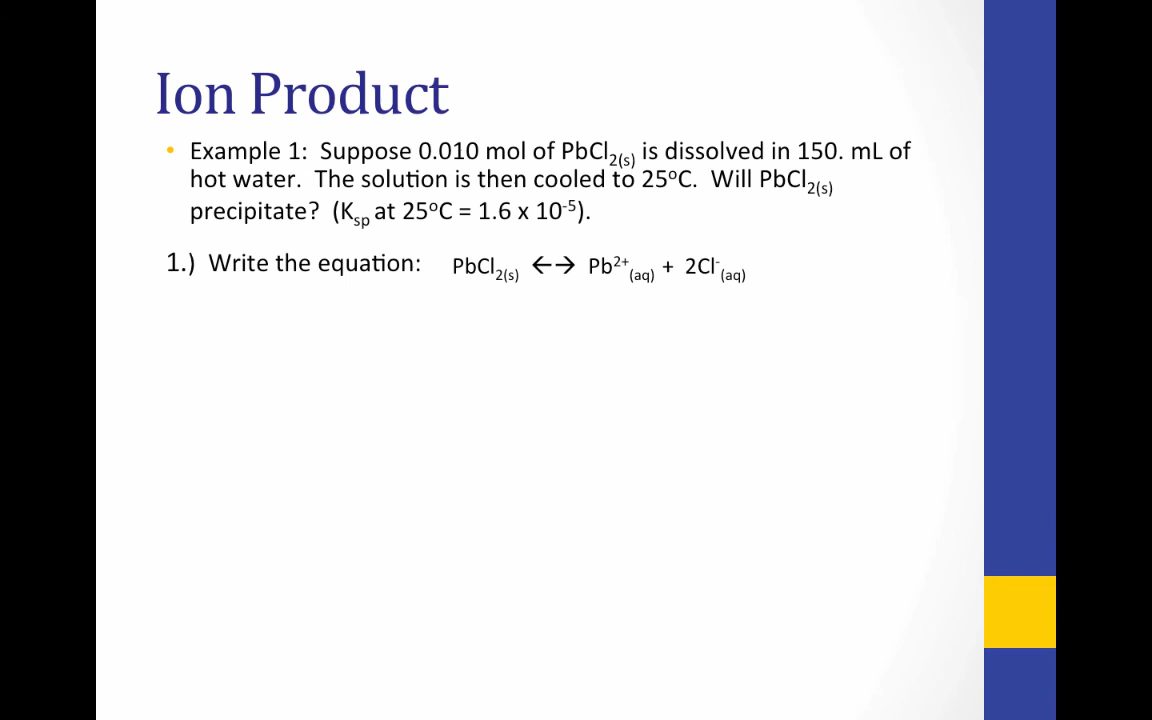 Ion Product
• Example 1: Suppose 0.010 mol of PbCl₂₍ₛ₎ is dissolved in 150. mL of
hot water. The solution is then cooled to 25ºC. Will PbCl₂₍ₛ₎
precipitate? (Kₛₚ at 25ºC = 1.6 x 10⁻⁵).
1.) Write the equation: PbCl₂₍ₛ₎ ←→ Pb²⁺₍aq₎ + 2Cl⁻₍aq₎